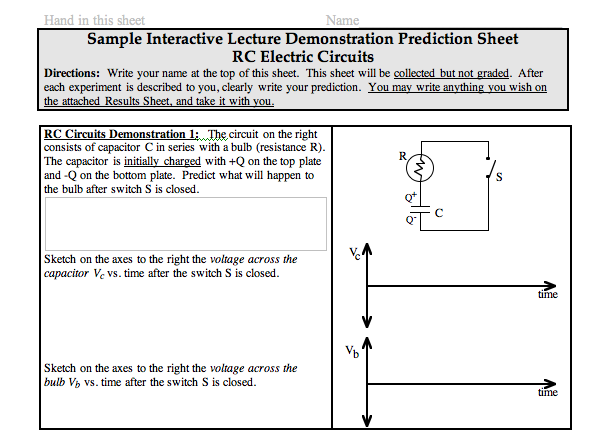 Hand in this sheet Name
Sample Interactive Lecture Demonstration Prediction Sheet
RC Electric Circuits
Directions: Write your name at the top of this sheet. This sheet will be collected but not graded. After
each experiment is described to you, clearly write your prediction. You may write anything you wish on
the attached Results Sheet, and take it with you.
RC Circuits Demonstration 1: The circuit on the right
consists of capacitor C in series with a bulb (resistance R).
The capacitor is initially charged with +Q on the top plate
and -Q on the bottom plate. Predict what will happen to
the bulb after switch S is closed.
R
S
Q+
C
Q-
Sketch on the axes to the right the voltage across the
capacitor Vc vs. time after the switch S is closed.
Vc
time
Sketch on the axes to the right the voltage across the
bulb Vb vs. time after the switch S is closed.
Vb
time